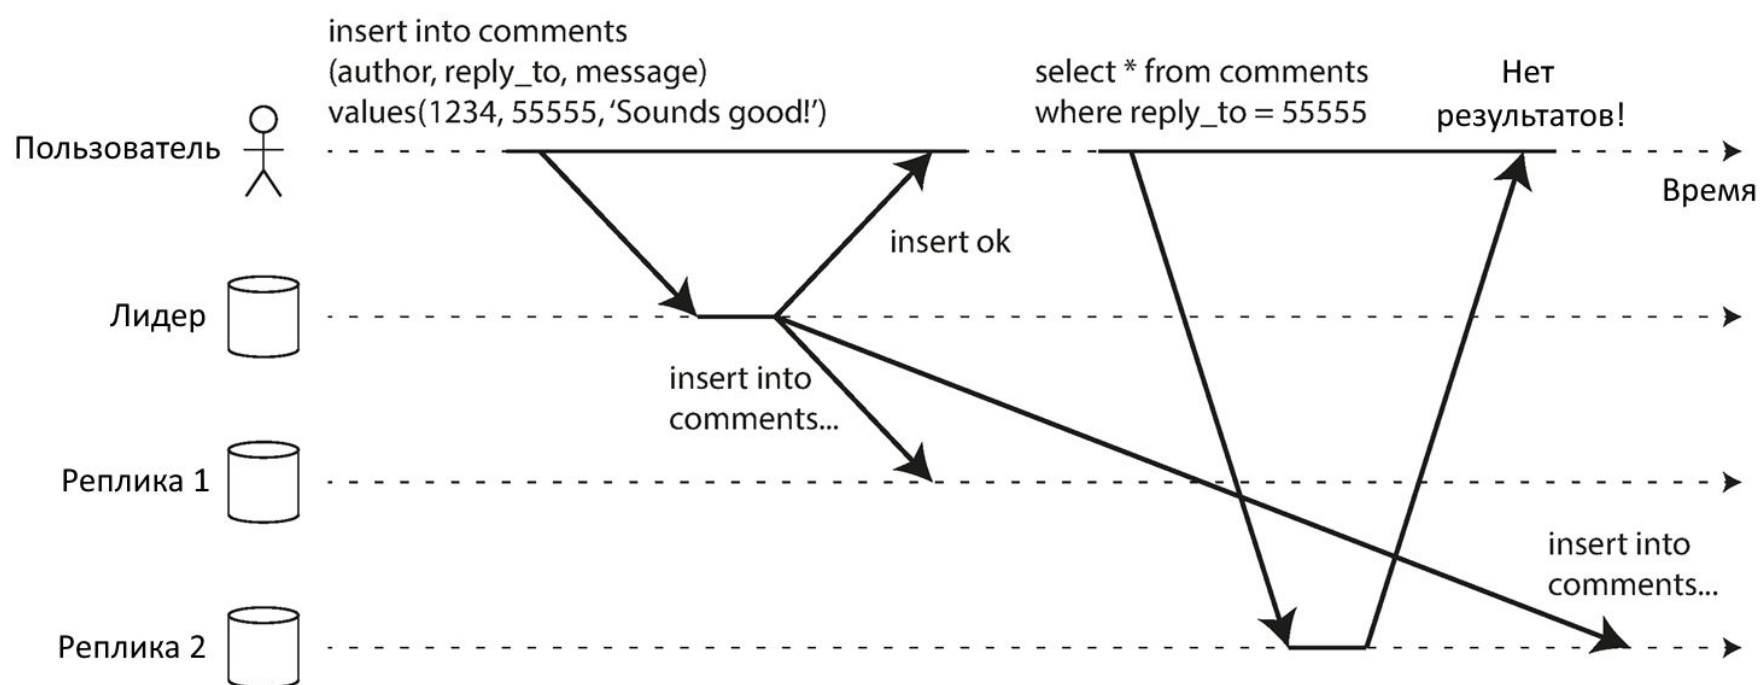 insert into comments
(author, reply_to, message)
values(1234, 55555, ‘Sounds good!’)
select * from comments
where reply_to = 55555
Нет
результатов!
Пользователь
Время
insert ok
Лидер
insert into
comments...
Реплика 1
insert into
comments...
Реплика 2